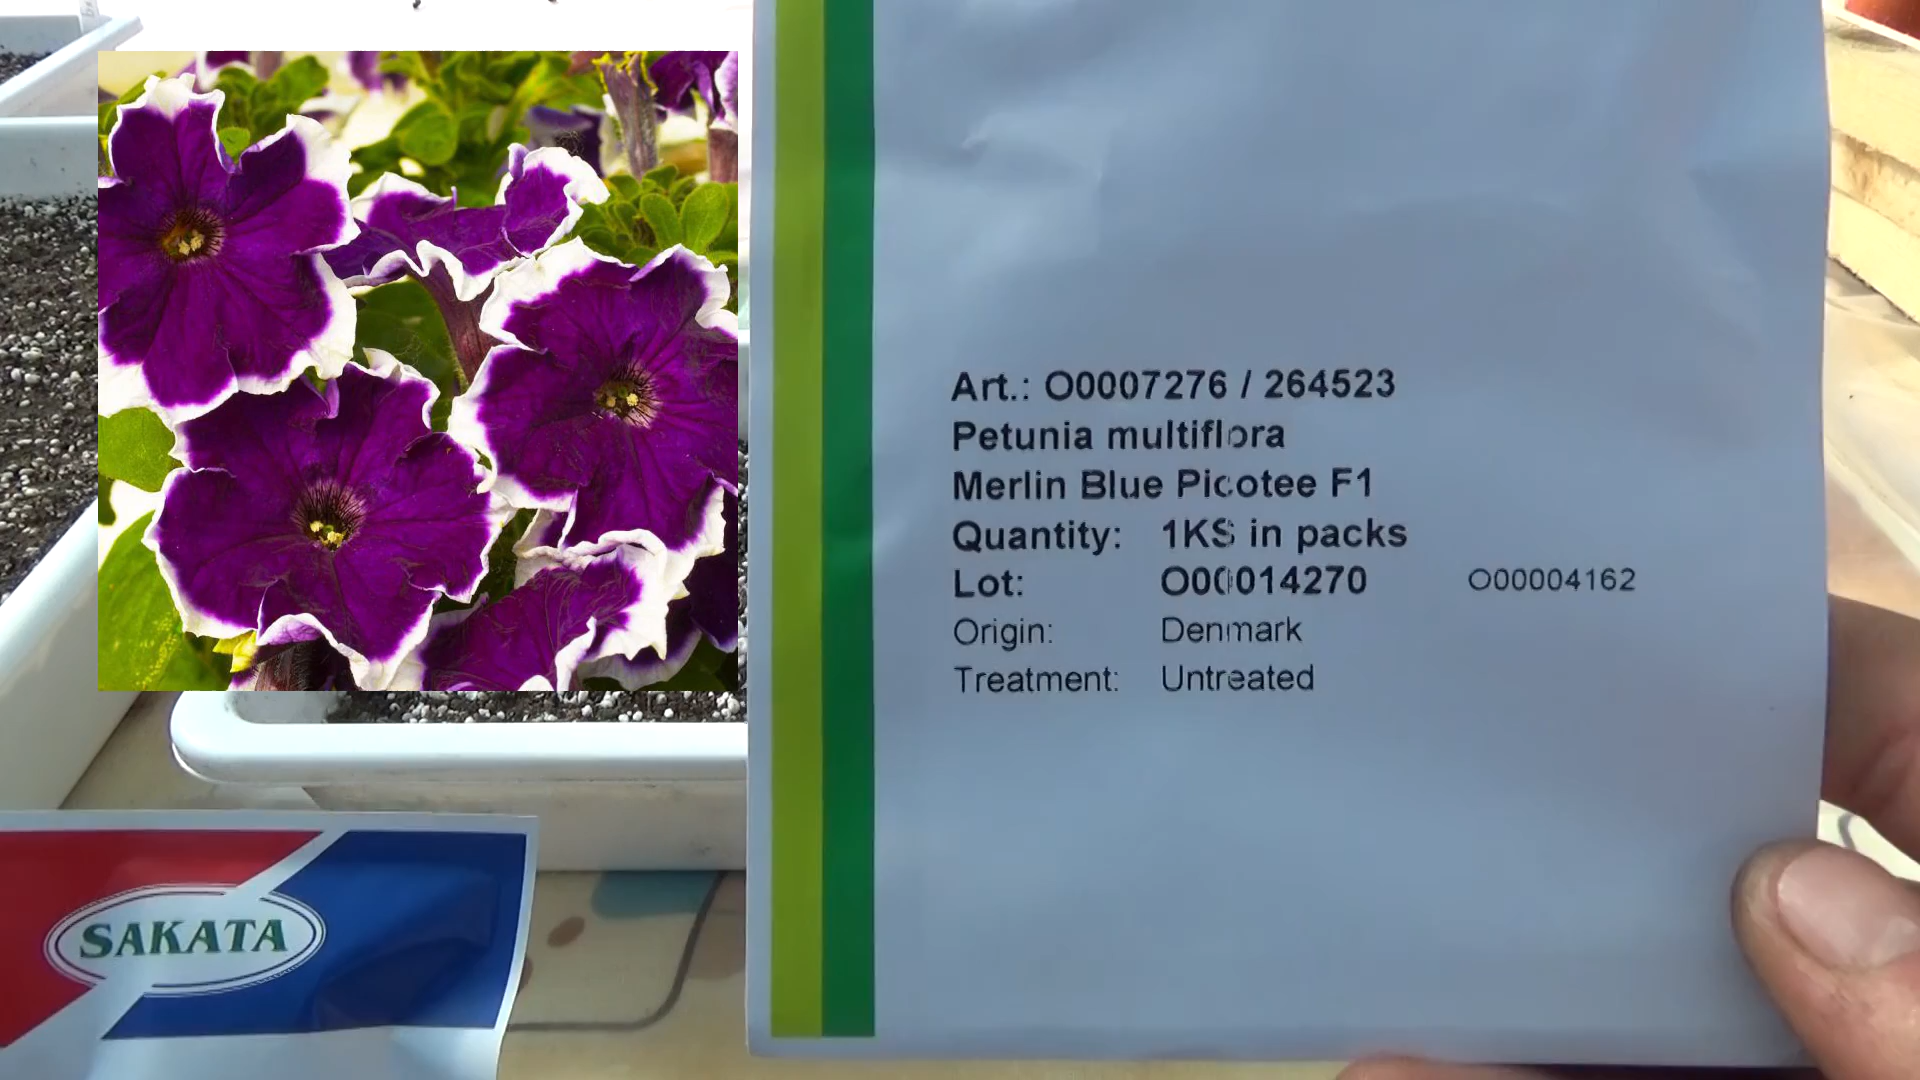 Art.: O0007276 / 264523
Petunia multiflora
Merlin Blue Picotee F1
Quantity: 1KS in packs
Lot: O00014270 O00004162
Origin: Denmark
Treatment: Untreated
SAKATA